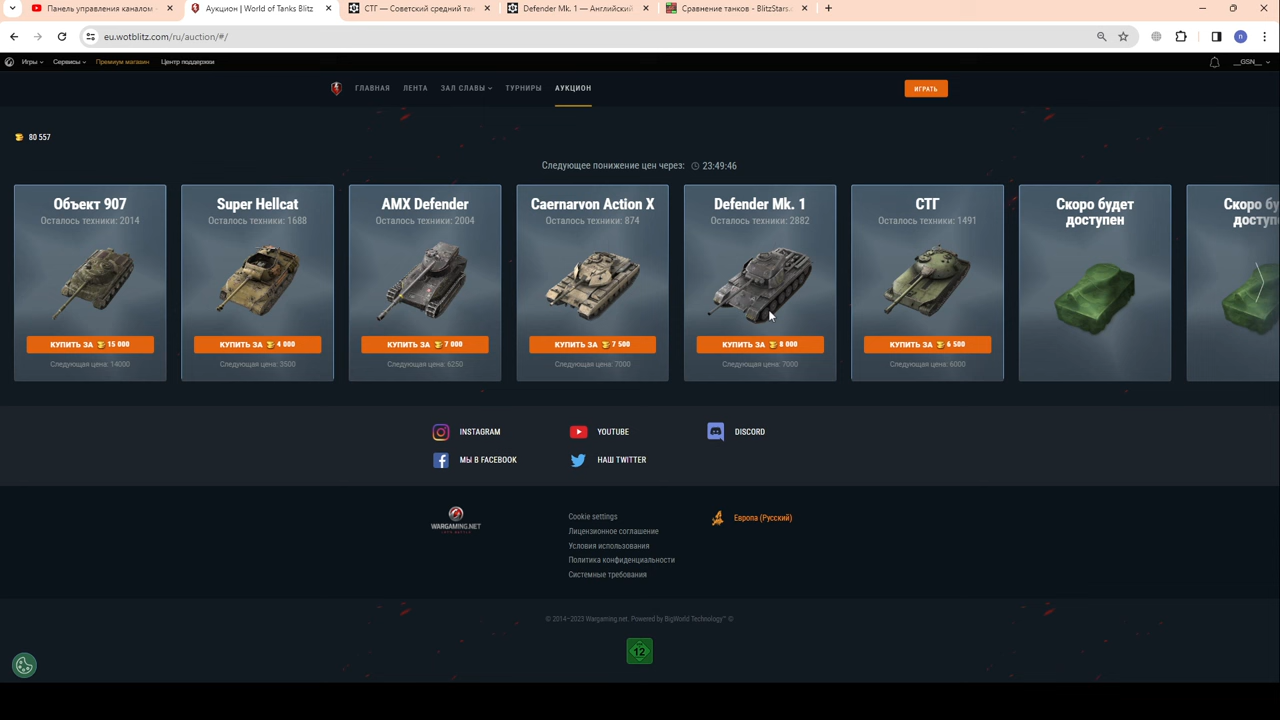 Панель управления каналом -
Аукцион | World of Tanks Blitz
СТГ — Советский средний тан
Defender Mk. 1 — Английский
Сравнение танков - BlitzStars.c
eu.wotblitz.com/ru/auction/#/
п
Игры
Сервисы
Премиум магазин
Центр поддержки
__GSN__
ГЛАВНАЯ
ЛЕНТА
ЗАЛ СЛАВЫ
ТУРНИРЫ
АУКЦИОН
ИГРАТЬ
80 557
Следующее понижение цен через: 23:49:46
Объект 907
Осталось техники: 2014
КУПИТЬ ЗА 15 000
Следующая цена: 14000
Super Hellcat
Осталось техники: 1688
КУПИТЬ ЗА 4 000
Следующая цена: 3500
AMX Defender
Осталось техники: 2004
КУПИТЬ ЗА 7 000
Следующая цена: 6250
Caernarvon Action X
Осталось техники: 874
КУПИТЬ ЗА 7 500
Следующая цена: 7000
Defender Mk. 1
Осталось техники: 2882
КУПИТЬ ЗА 8 000
Следующая цена: 7000
СТГ
Осталось техники: 1491
КУПИТЬ ЗА 6 500
Следующая цена: 6000
Скоро будет
доступен
Скоро бу
доступе
INSTAGRAM
YOUTUBE
DISCORD
МЫ В FACEBOOK
НАШ TWITTER
WARGAMING.NET
Cookie settings
Лицензионное соглашение
Условия использования
Политика конфиденциальности
Системные требования
Европа (Русский)
© 2014–2023 Wargaming.net. Powered by BigWorld Technology™ ©
12